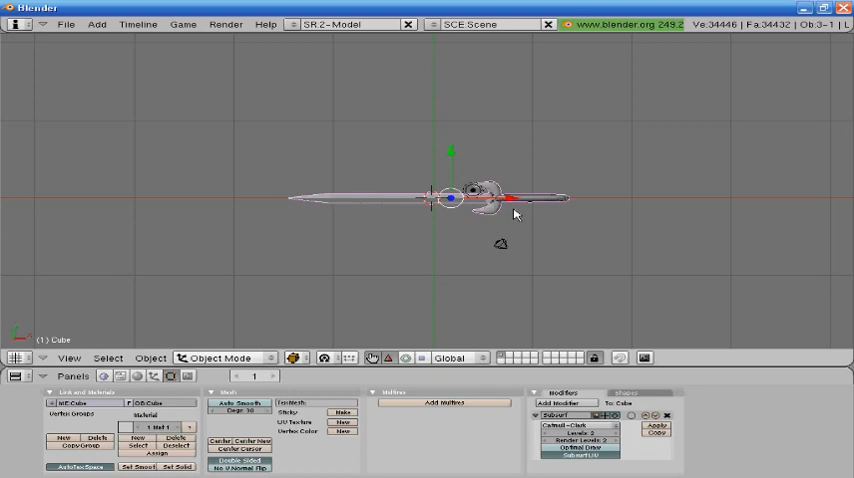 Blender
File Add Timeline Game Render Help SR:2-Model SCE:Scene www.blender.org 249.2 Ve:34446 | Fa:34432 | Ob:3-1 | L
(1) Cube
View Select Object Object Mode Global
Panels 1
Link and Materials Mesh Multires Modifiers Shapes
ME:Cube F OB:Cube Auto Smooth TexMesh: Add Multires Add Modifier To: Cube
Vertex Groups Material Degr: 30 Sticky Make Subsurf
1 Mat 1 UV Texture New Catmull-Clark Apply
New Delete New Delete Vertex Color New Levels: 2 Copy
Copy Group Select Deselect Center Center New Render Levels: 2
Assign Center Cursor Optimal Draw
AutoTexSpace Set Smooth Set Solid Double Sided Subsurf UV
No V.Normal Flip